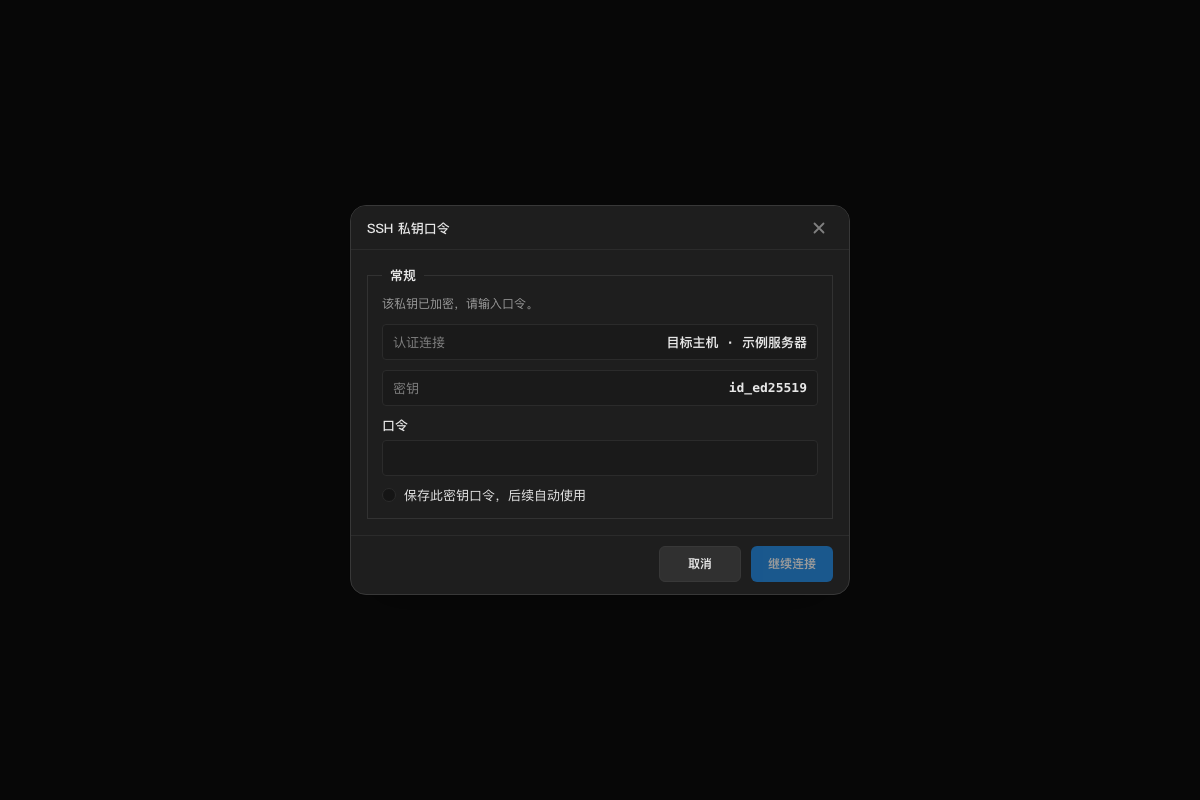 SSH 私钥口令
常规
该私钥已加密，请输入口令。
认证连接 目标主机 · 示例服务器
密钥 id_ed25519
口令
保存此密钥口令，后续自动使用
取消 继续连接